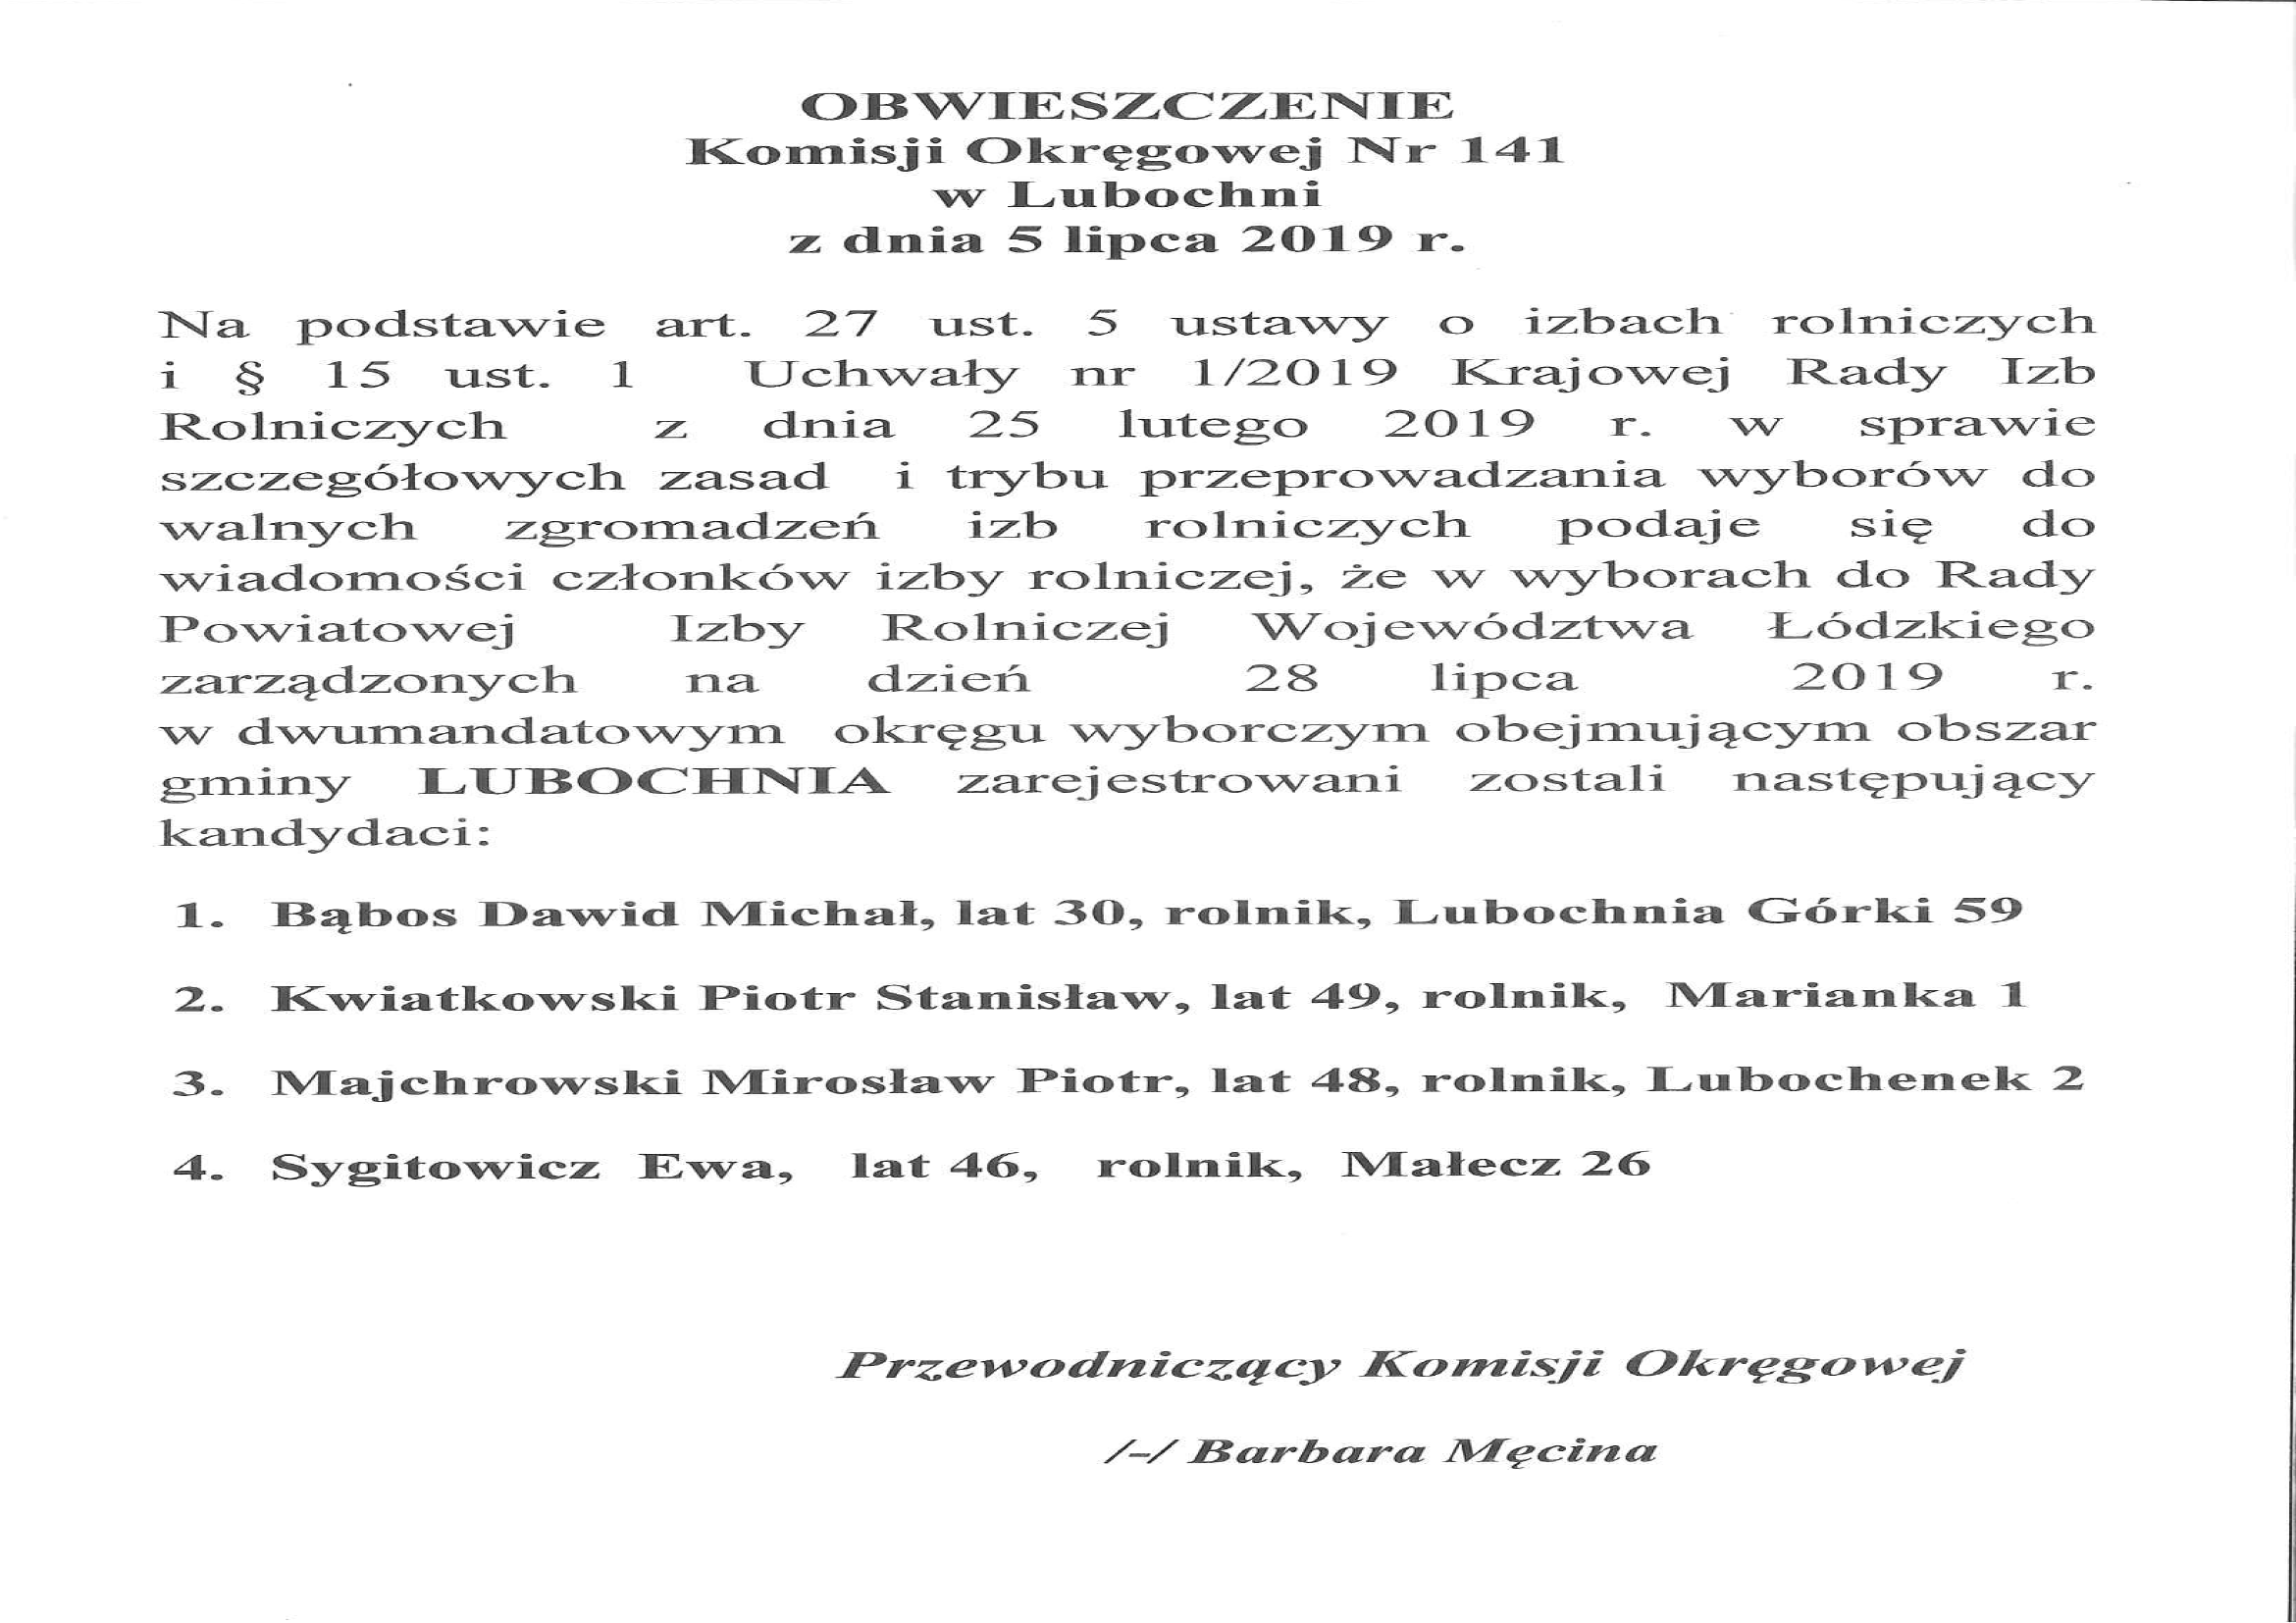 OBWIESZCZENIE
Komisji Okręgowej Nr 141
w Lubochni
z dnia 5 lipca 2019 r.
Na podstawie art. 27 ust. 5 ustawy o izbach rolniczych
i § 15 ust. 1 Uchwały nr 1/2019 Krajowej Rady Izb
Rolniczych z dnia 25 lutego 2019 r. w sprawie
szczegółowych zasad i trybu przeprowadzania wyborów do
walnych zgromadzeń izb rolniczych podaje się do
wiadomości członków izby rolniczej, że w wyborach do Rady
Powiatowej Izby Rolniczej Województwa Łódzkiego
zarządzonych na dzień 28 lipca 2019 r.
w dwumandatowym okręgu wyborczym obejmującym obszar
gminy LUBOCHNIA zarejestrowani zostali następujący
kandydaci:
1. Bąbos Dawid Michał, lat 30, rolnik, Lubochnia Górki 59
2. Kwiatkowski Piotr Stanisław, lat 49, rolnik, Marianka 1
3. Majchrowski Mirosław Piotr, lat 48, rolnik, Lubochenek 2
4. Sygitowicz Ewa, lat 46, rolnik, Małecz 26
Przewodniczący Komisji Okręgowej
/-/ Barbara Męcina